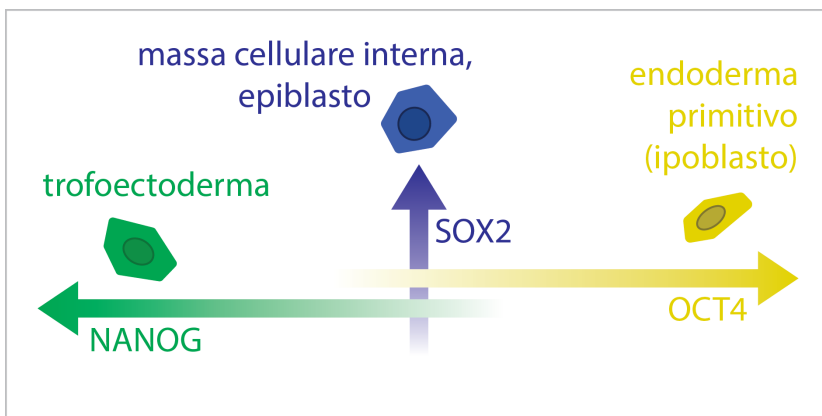 massa cellulare interna,
epiblasto
endoderma
primitivo
(ipoblasto)
trofoectoderma
SOX2
OCT4
NANOG